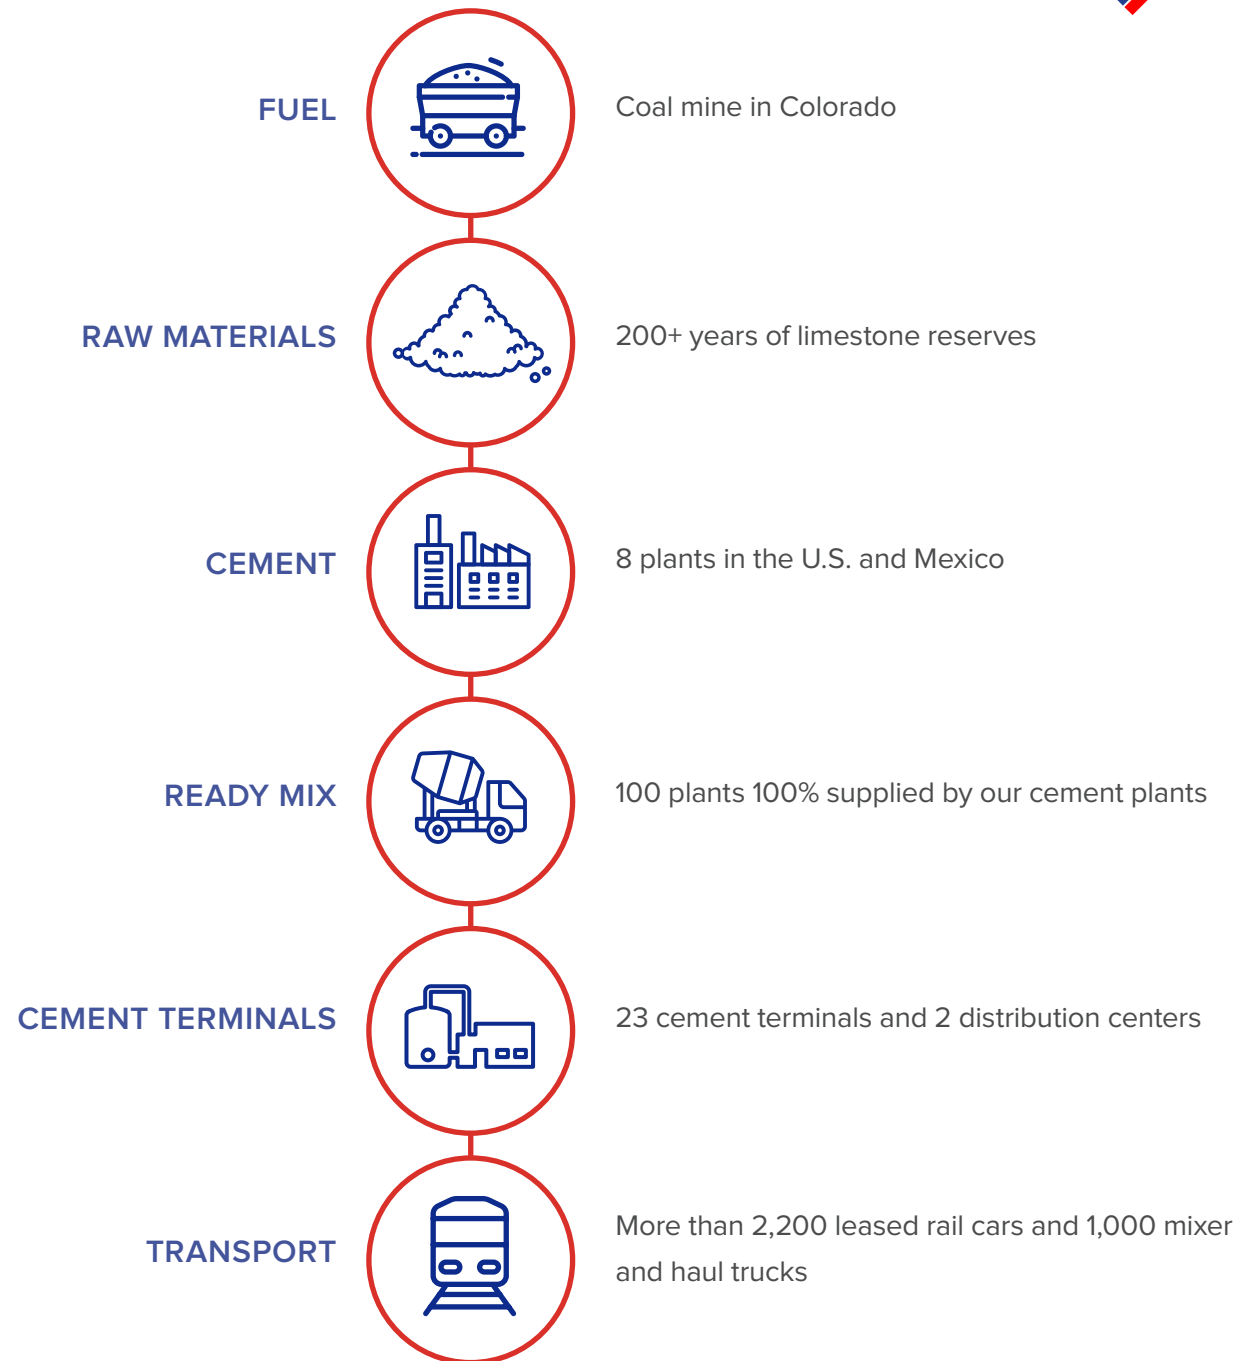 FUEL
Coal mine in Colorado
RAW MATERIALS
200+ years of limestone reserves
CEMENT
8 plants in the U.S. and Mexico
READY MIX
100 plants 100% supplied by our cement plants
CEMENT TERMINALS
23 cement terminals and 2 distribution centers
TRANSPORT
More than 2,200 leased rail cars and 1,000 mixer
and haul trucks